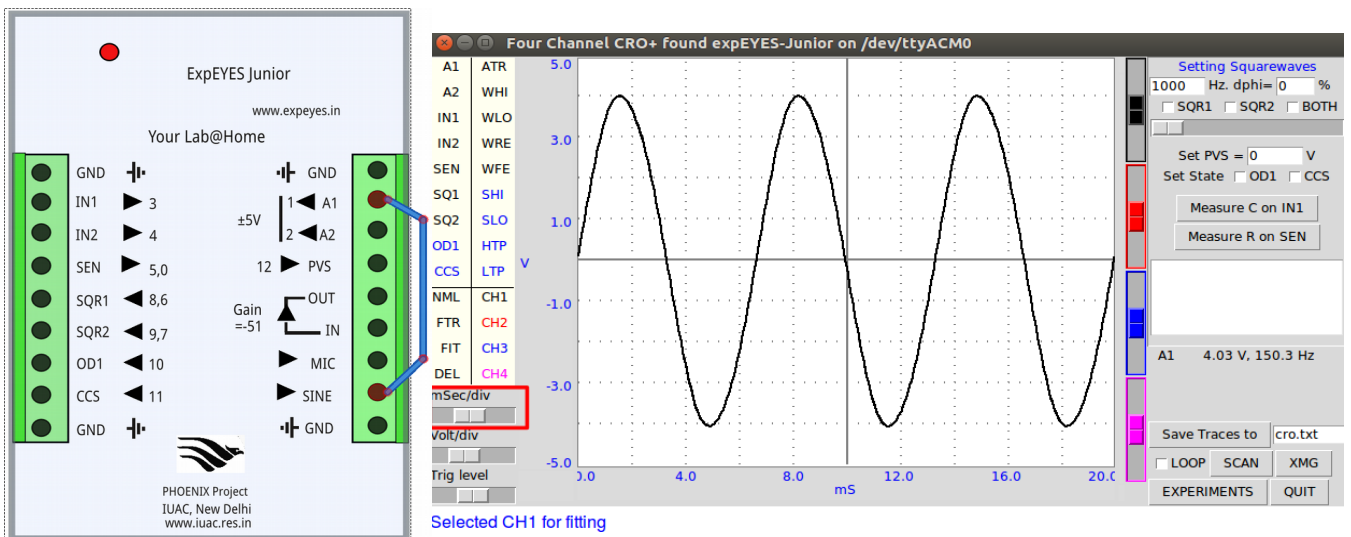 ExpEYES Junior
www.expeyes.in
Your Lab@Home
GND
IN1 3
IN2 4
SEN 5,0
SQR1 8,6
SQR2 9,7
OD1 10
CCS 11
GND
GND
±5V
1 A1
2 A2
12 PVS
Gain
=-51
OUT
IN
MIC
SINE
GND
PHOENIX Project
IUAC, New Delhi
www.iuac.res.in
Four Channel CRO+ found expEYES-Junior on /dev/ttyACM0
A1 ATR
A2 WHI
IN1 WLO
IN2 WRE
SEN WFE
SQ1 SHI
SQ2 SLO
OD1 HTP
CCS LTP
NML CH1
FTR CH2
FIT CH3
DEL CH4
mSec/div
Volt/div
Trig level
5.0
3.0
1.0
V
-1.0
-3.0
-5.0
0.0 4.0 8.0 12.0 16.0 20.0
mS
Setting Squarewaves
1000 Hz. dphi= 0 %
SQR1 SQR2 BOTH
Set PVS = 0 V
Set State OD1 CCS
Measure C on IN1
Measure R on SEN
A1 4.03 V, 150.3 Hz
Save Traces to cro.txt
LOOP SCAN XMG
EXPERIMENTS QUIT
Selected CH1 for fitting